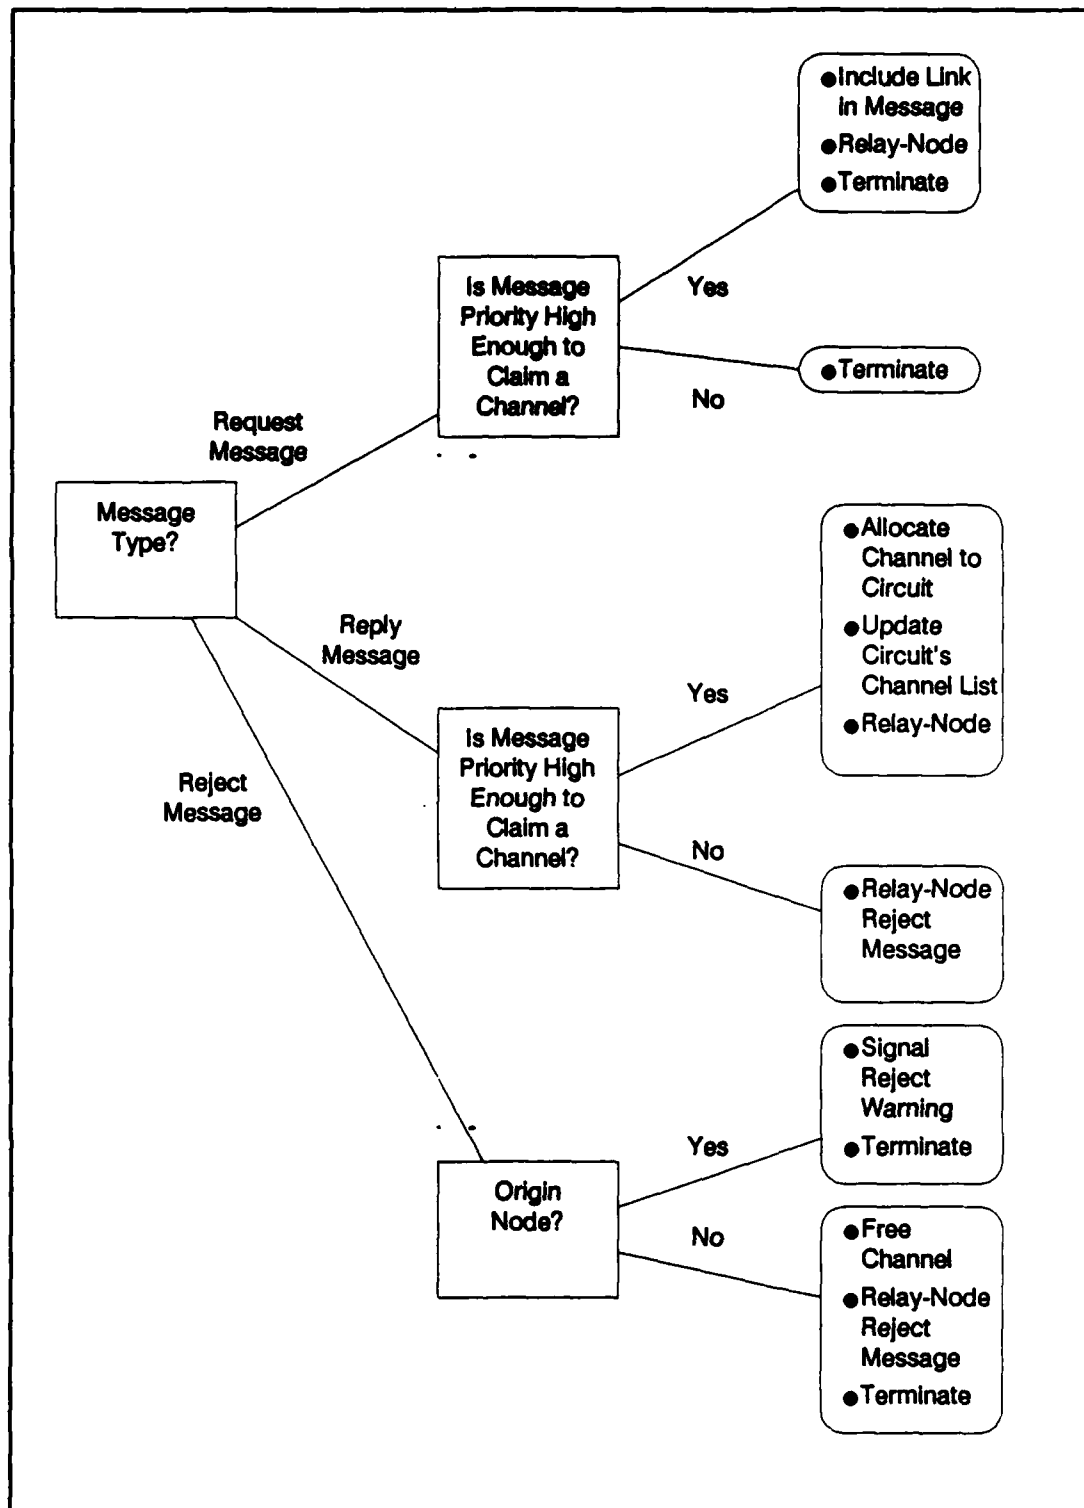 ●Include Link
in Message
●Relay-Node
●Terminate
Is Message
Priority High
Enough to
Claim a
Channel?
Yes
●Terminate
No
Request
Message
Message
Type?
●Allocate
Channel to
Circuit
●Update
Circuit's
Channel List
●Relay-Node
Reply
Message
Yes
Is Message
Priority High
Enough to
Claim a
Channel?
Reject
Message
No
●Relay-Node
Reject
Message
●Signal
Reject
Warning
●Terminate
Yes
Origin
Node?
No
●Free
Channel
●Relay-Node
Reject
Message
●Terminate